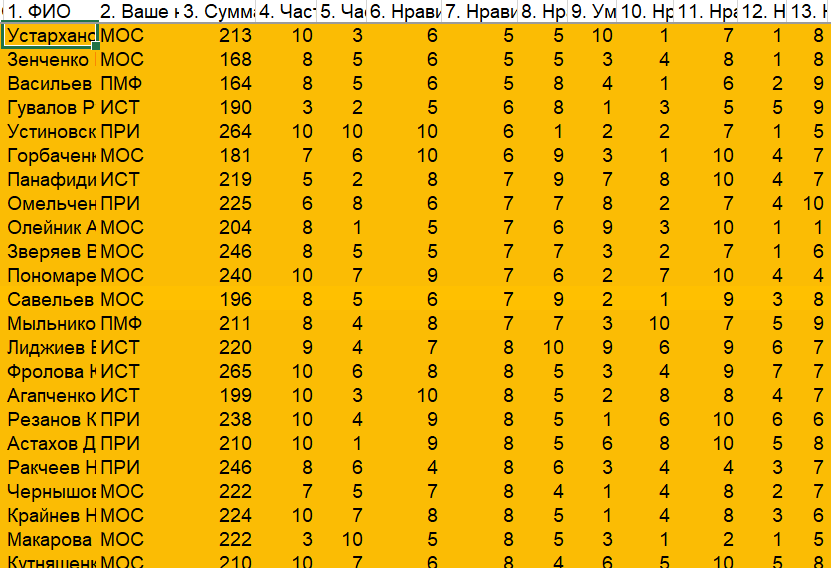 1. ФИО 2. Ваше 3. Сумма 4. Част 5. Час 6. Нрави 7. Нрави 8. Нр 9. Ум 10. Нр 11. Нра 12. Н 13. Н
Устархано МОС 213 10 3 6 5 5 10 1 7 1 8
Зенченко МОС 168 8 5 6 5 5 3 4 8 1 8
Васильев ПМФ 164 8 5 6 5 8 4 1 6 2 9
Гувалов Р ИСТ 190 3 2 5 6 8 1 3 5 5 9
Устиновск ПРИ 264 10 10 10 6 1 2 2 7 1 5
Горбаченк МОС 181 7 6 10 6 9 3 1 10 4 7
Панафиди ИСТ 219 5 2 8 7 9 7 8 10 4 7
Омельчен ПРИ 225 6 8 6 7 7 8 2 7 4 10
Олейник А МОС 204 8 1 5 7 6 9 3 10 1 1
Зверяев В МОС 246 8 5 5 7 7 3 2 7 1 6
Пономаре МОС 240 10 7 9 7 6 2 7 10 4 4
Савельев МОС 196 8 5 6 7 9 2 1 9 3 8
Мыльнико ПМФ 211 8 4 8 7 7 3 10 7 5 9
Лиджиев Е ИСТ 220 9 4 7 8 10 9 6 9 6 7
Фролова К ИСТ 265 10 6 8 8 5 3 4 9 7 7
Агапченко ИСТ 199 10 3 10 8 5 2 8 8 4 7
Резанов К ПРИ 238 10 4 9 8 5 1 6 10 6 6
Астахов Д ПРИ 210 10 1 9 8 5 6 8 10 5 8
Ракчеев Н ПРИ 246 8 6 4 8 6 3 4 4 3 7
Чернышов МОС 222 7 5 7 8 4 1 4 8 2 7
Крайнев Н МОС 224 10 7 8 8 5 1 4 8 3 6
Макарова МОС 222 3 10 5 8 5 3 1 2 1 5
Кутняшенк МОС 210 10 7 6 8 4 6 5 10 5 8